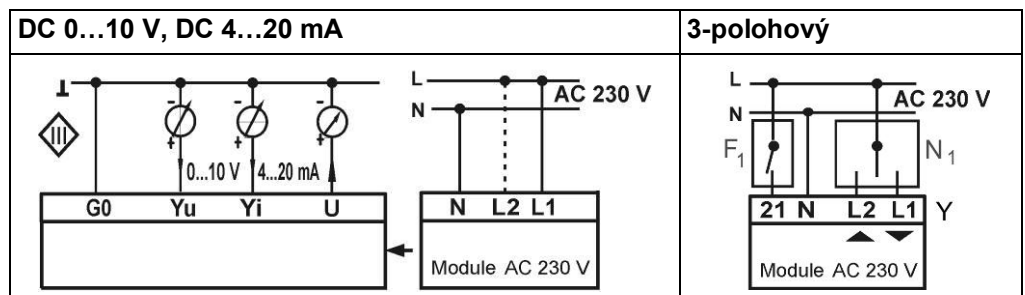 DC 0…10 V, DC 4…20 mA
3-polohový
⊥
III
- - -
+ + +
0...10 V 4...20 mA
G0 Yu Yi U
L
N
AC 230 V
N L2 L1
Module AC 230 V
L
N
AC 230 V
F1
N1
21 N L2 L1 Y
Module AC 230 V